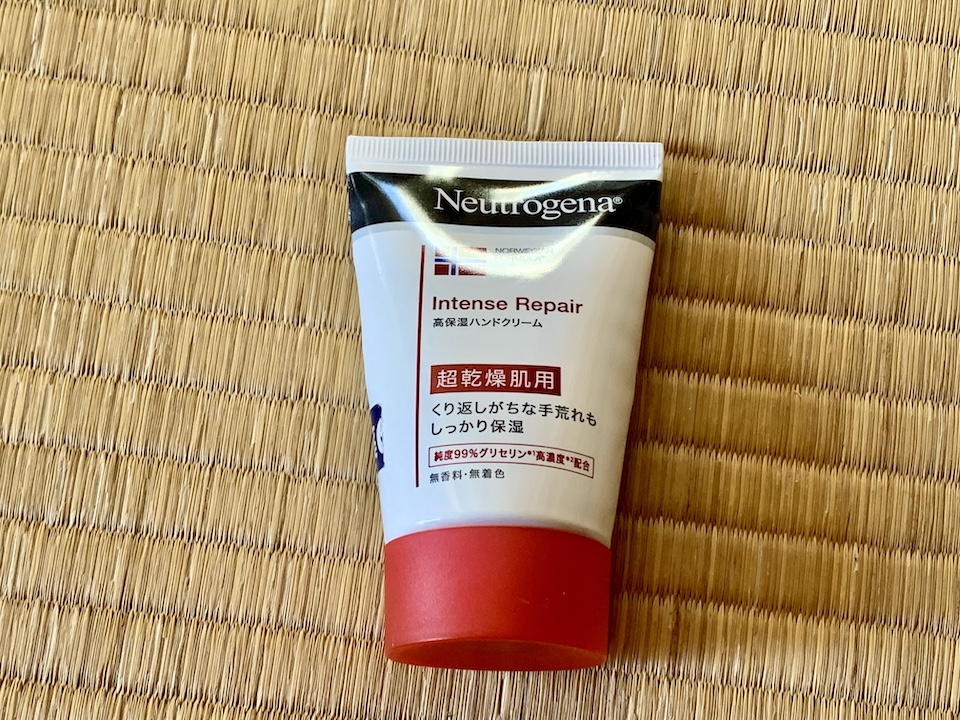 Neutrogena®
NORWEGIAN
Intense Repair
高保湿ハンドクリーム
超乾燥肌用
くり返しがちな手荒れも
しっかり保湿
純度99%グリセリン*1高濃度*2配合
無香料・無着色